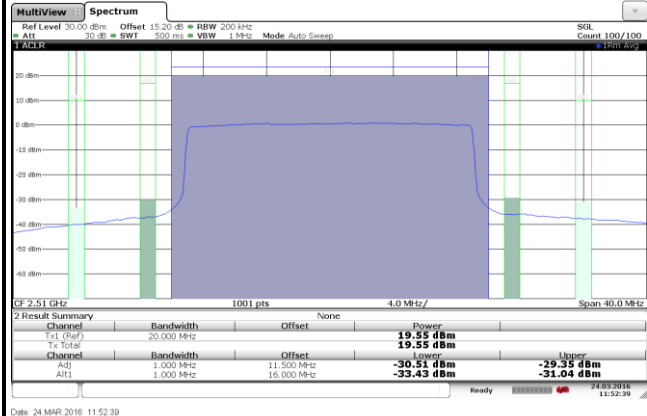 MultiView Spectrum
Ref Level 30.00 dBm Offset 15.20 dB RBW 200 kHz SGL
Att 30 dB SWT 500 ms VBW 1 MHz Mode Auto Sweep Count 100/100
1 ACLR 1Rm Avg
20 dBm
10 dBm
0 dBm
-10 dBm
-20 dBm
-30 dBm
-40 dBm
-50 dBm
-60 dBm
CF 2.51 GHz 1001 pts 4.0 MHz/ Span 40.0 MHz
2 Result Summary None
Channel Bandwidth Offset Power
Tx1 (Ref) 20.000 MHz 19.55 dBm
Tx Total 19.55 dBm
Channel Bandwidth Offset Lower Upper
Adj 1.000 MHz 11.500 MHz -30.51 dBm -29.35 dBm
Alt1 1.000 MHz 16.000 MHz -33.43 dBm -31.04 dBm
Ready 24.03.2016
11:52:39
Date: 24.MAR.2016 11:52:39